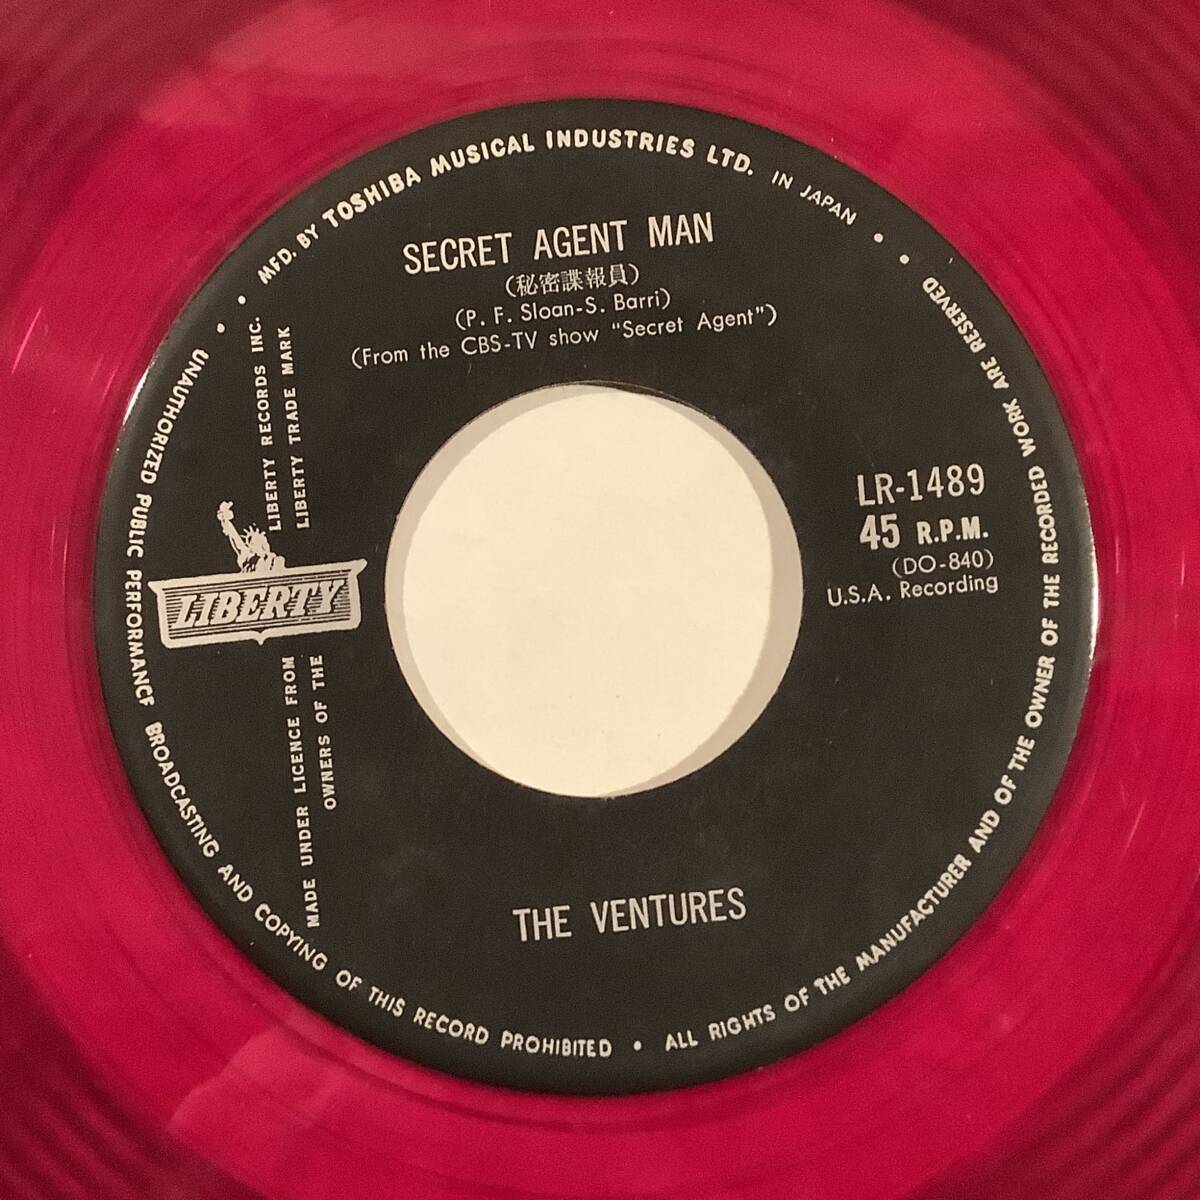 MFD. BY TOSHIBA MUSICAL INDUSTRIES LTD. IN JAPAN
SECRET AGENT MAN
(秘密諜報員)
(P. F. Sloan-S. Barri)
(From the CBS-TV show "Secret Agent")
LIBERTY RECORDS INC.
LIBERTY TRADE MARK
LIBERTY
MADE UNDER LICENCE FROM
OWNERS OF THE
LR-1489
45 R.P.M.
(DO-840)
U.S.A. Recording
THE VENTURES
UNAUTHORIZED PUBLIC PERFORMANCE BROADCASTING AND COPYING OF THIS RECORD PROHIBITED • ALL RIGHTS OF THE MANUFACTURER AND OF THE OWNER OF THE RECORDED WORK ARE RESERVED